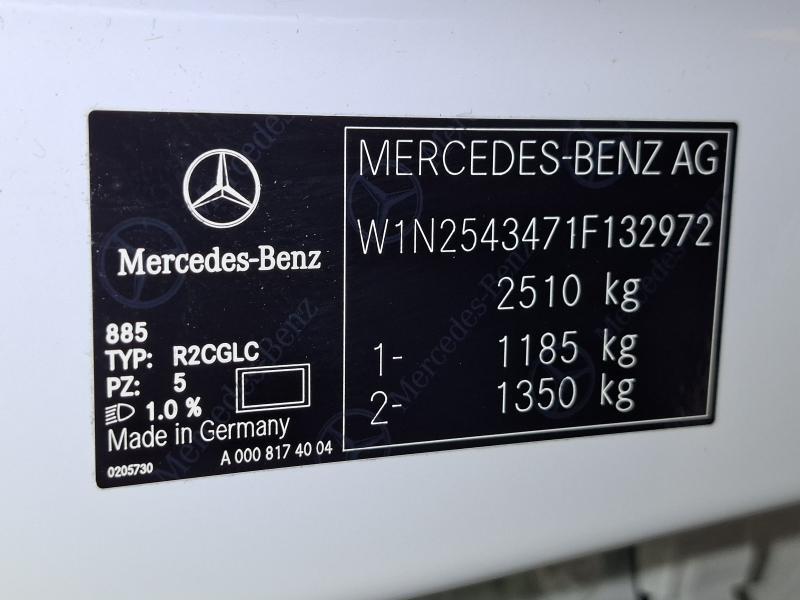 Mercedes-Benz
885
TYP: R2CGLC
PZ: 5
1.0 %
Made in Germany
0205730
A 000 817 40 04
MERCEDES-BENZ AG
W1N2543471F132972
2510 kg
1- 1185 kg
2- 1350 kg